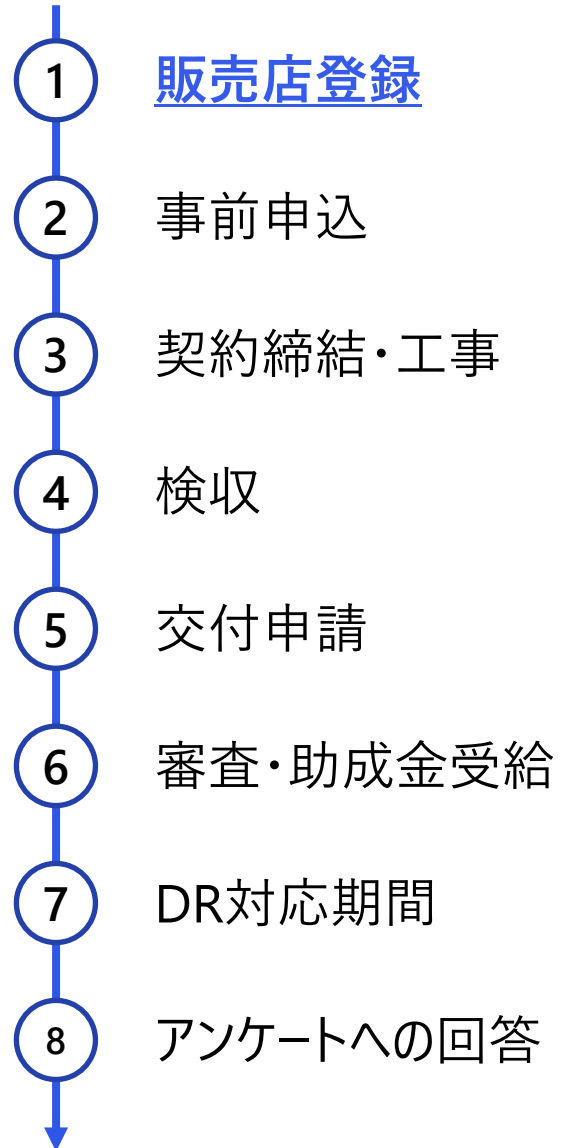 1 販売店登録
2 事前申込
3 契約締結・工事
4 検収
5 交付申請
6 審査・助成金受給
7 DR対応期間
8 アンケートへの回答